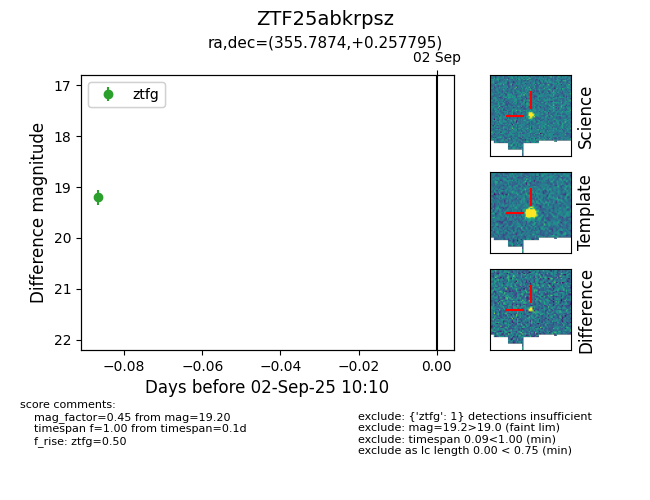 ZTF25abkrpsz
ra,dec=(355.7874,+0.257795)
02 Sep
ztfg
17
18
19
20
21
22
Difference magnitude
−0.08
−0.06
−0.04
−0.02
0.00
Days before 02-Sep-25 10:10
Science
Template
Difference
score comments:
mag_factor=0.45 from mag=19.20
timespan f=1.00 from timespan=0.1d
f_rise: ztfg=0.50
exclude: {'ztfg': 1} detections insufficient
exclude: mag=19.2>19.0 (faint lim)
exclude: timespan 0.09<1.00 (min)
exclude as lc length 0.00 < 0.75 (min)